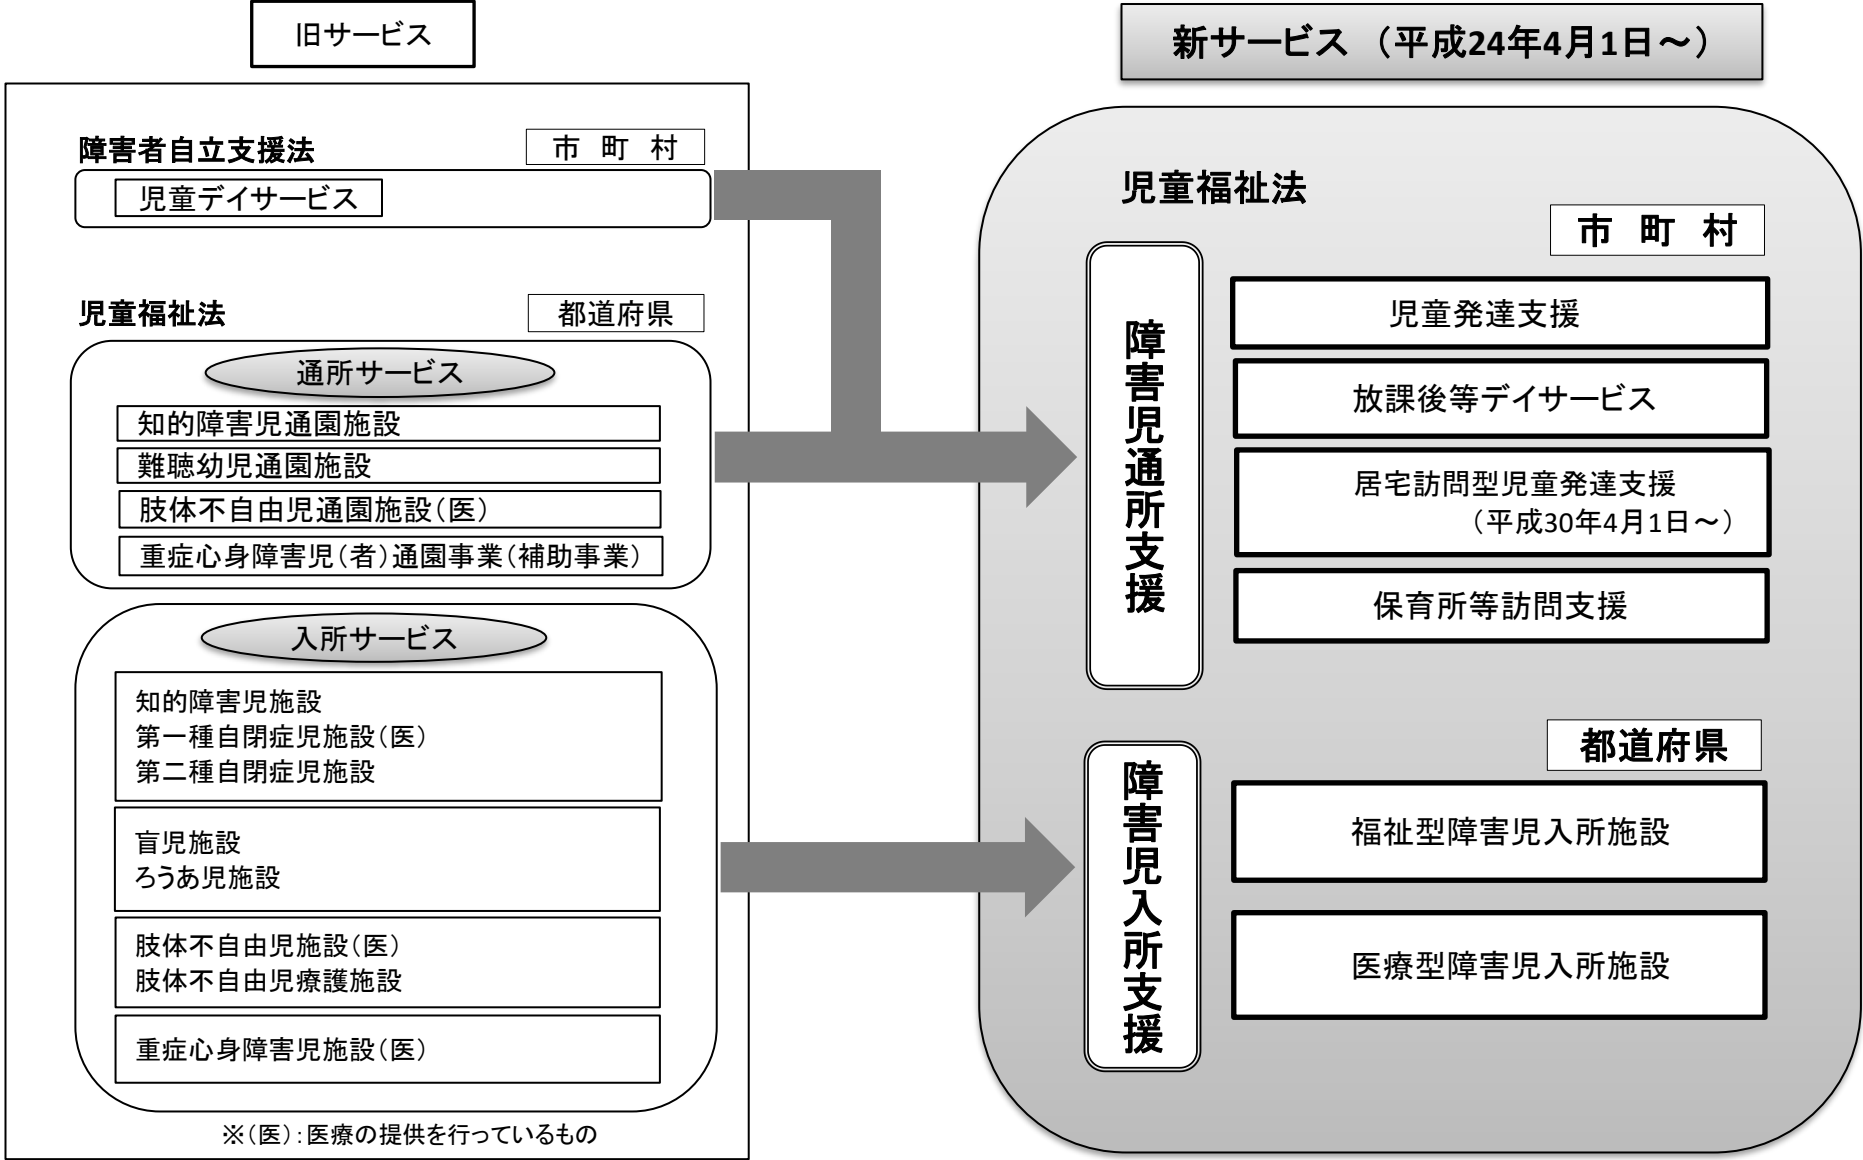 旧サービス
障害者自立支援法
市 町 村
児童デイサービス
児童福祉法
都道府県
通所サービス
知的障害児通園施設
難聴幼児通園施設
肢体不自由児通園施設(医)
重症心身障害児(者)通園事業(補助事業)
入所サービス
知的障害児施設
第一種自閉症児施設(医)
第二種自閉症児施設
盲児施設
ろうあ児施設
肢体不自由児施設(医)
肢体不自由児療護施設
重症心身障害児施設(医)
※(医):医療の提供を行っているもの
新サービス (平成24年4月1日~)
児童福祉法
市 町 村
障害児通所支援
児童発達支援
放課後等デイサービス
居宅訪問型児童発達支援
(平成30年4月1日~)
保育所等訪問支援
都道府県
障害児入所支援
福祉型障害児入所施設
医療型障害児入所施設